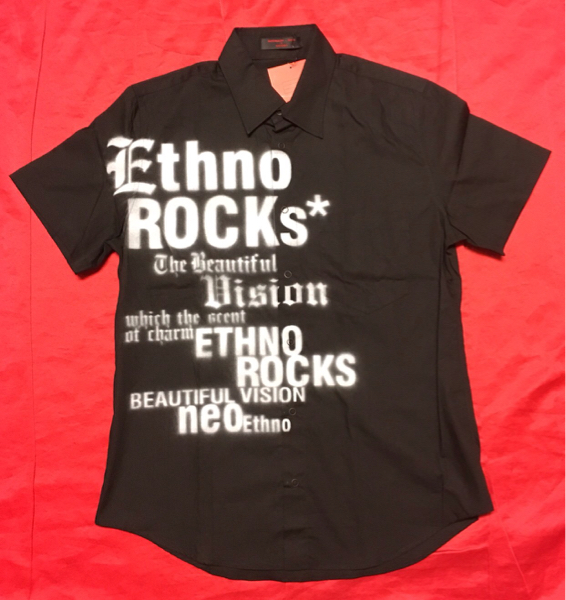 Ethno
ROCKs*
The Beautiful
Vision
which the scent
of charm
ETHNO
ROCKS
BEAUTIFUL VISION
neo Ethno